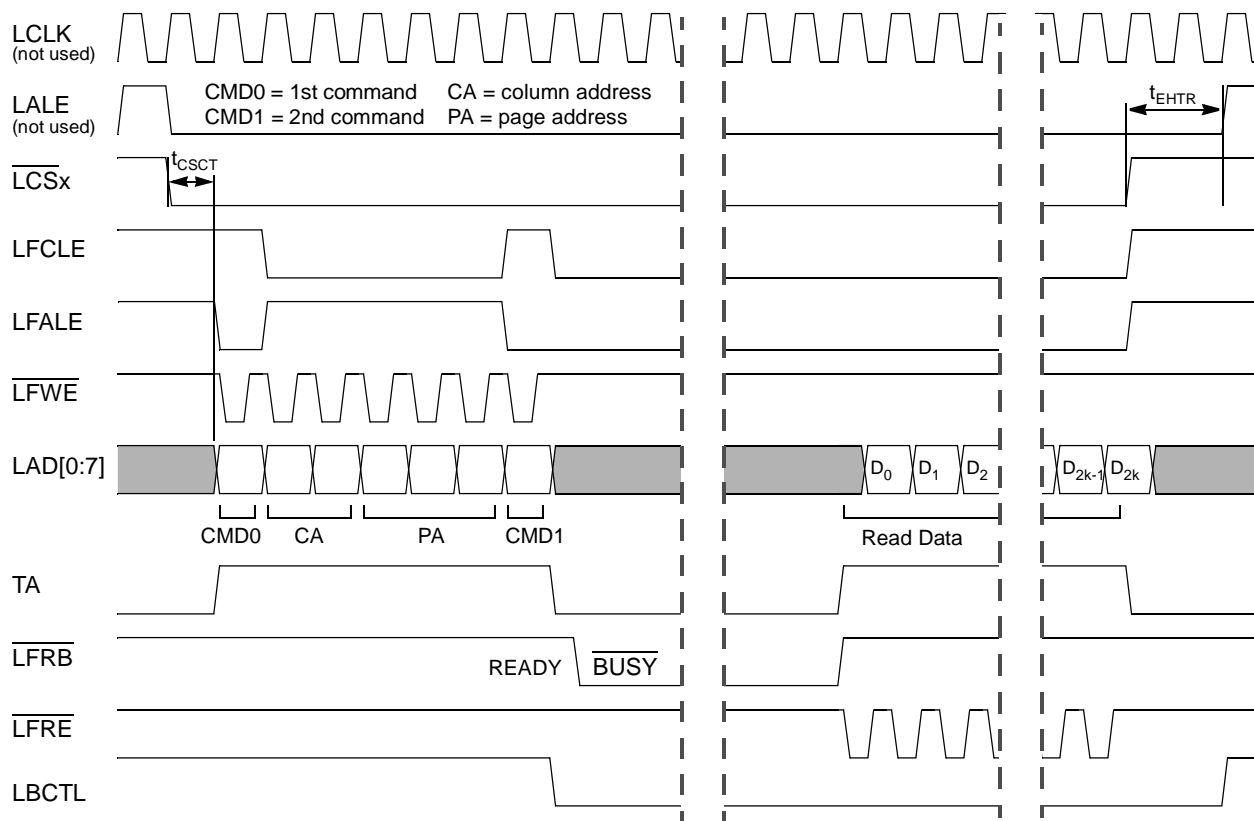 LCLK
(not used)
LALE
(not used)
CMD0 = 1st command CA = column address
CMD1 = 2nd command PA = page address
tEHTR
LCSx
tCSCT
LFCLE
LFALE
LFWE
LAD[0:7]
D0 D1 D2 D2k-1 D2k
CMD0 CA PA CMD1 Read Data
TA
LFRB
READY BUSY
LFRE
LBCTL